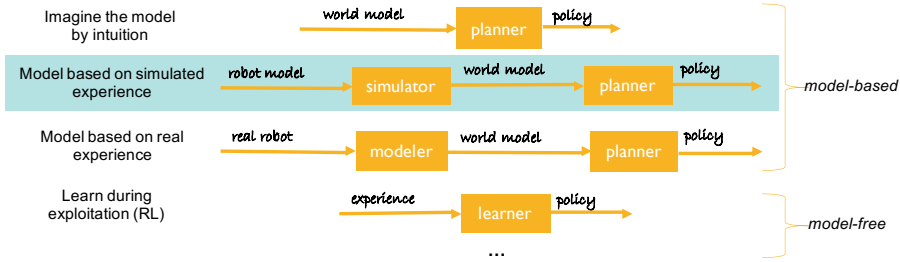 Imagine the model
by intuition
world model
planner
policy
Model based on simulated
experience
robot model
simulator
world model
planner
policy
model-based
Model based on real
experience
real robot
modeler
world model
planner
policy
Learn during
exploitation (RL)
experience
learner
policy
model-free
...